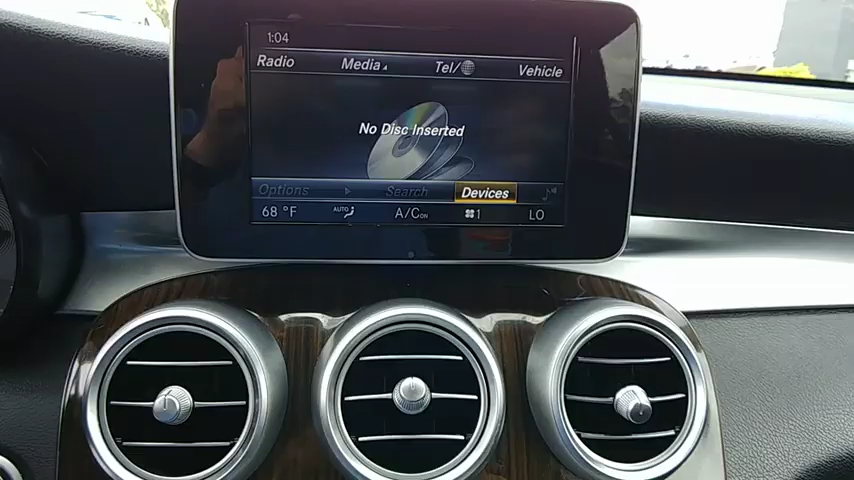 1:04
Radio Media Tel/ Vehicle
No Disc Inserted
Options Search Devices
68 °F AUTO A/C ON 1 LO